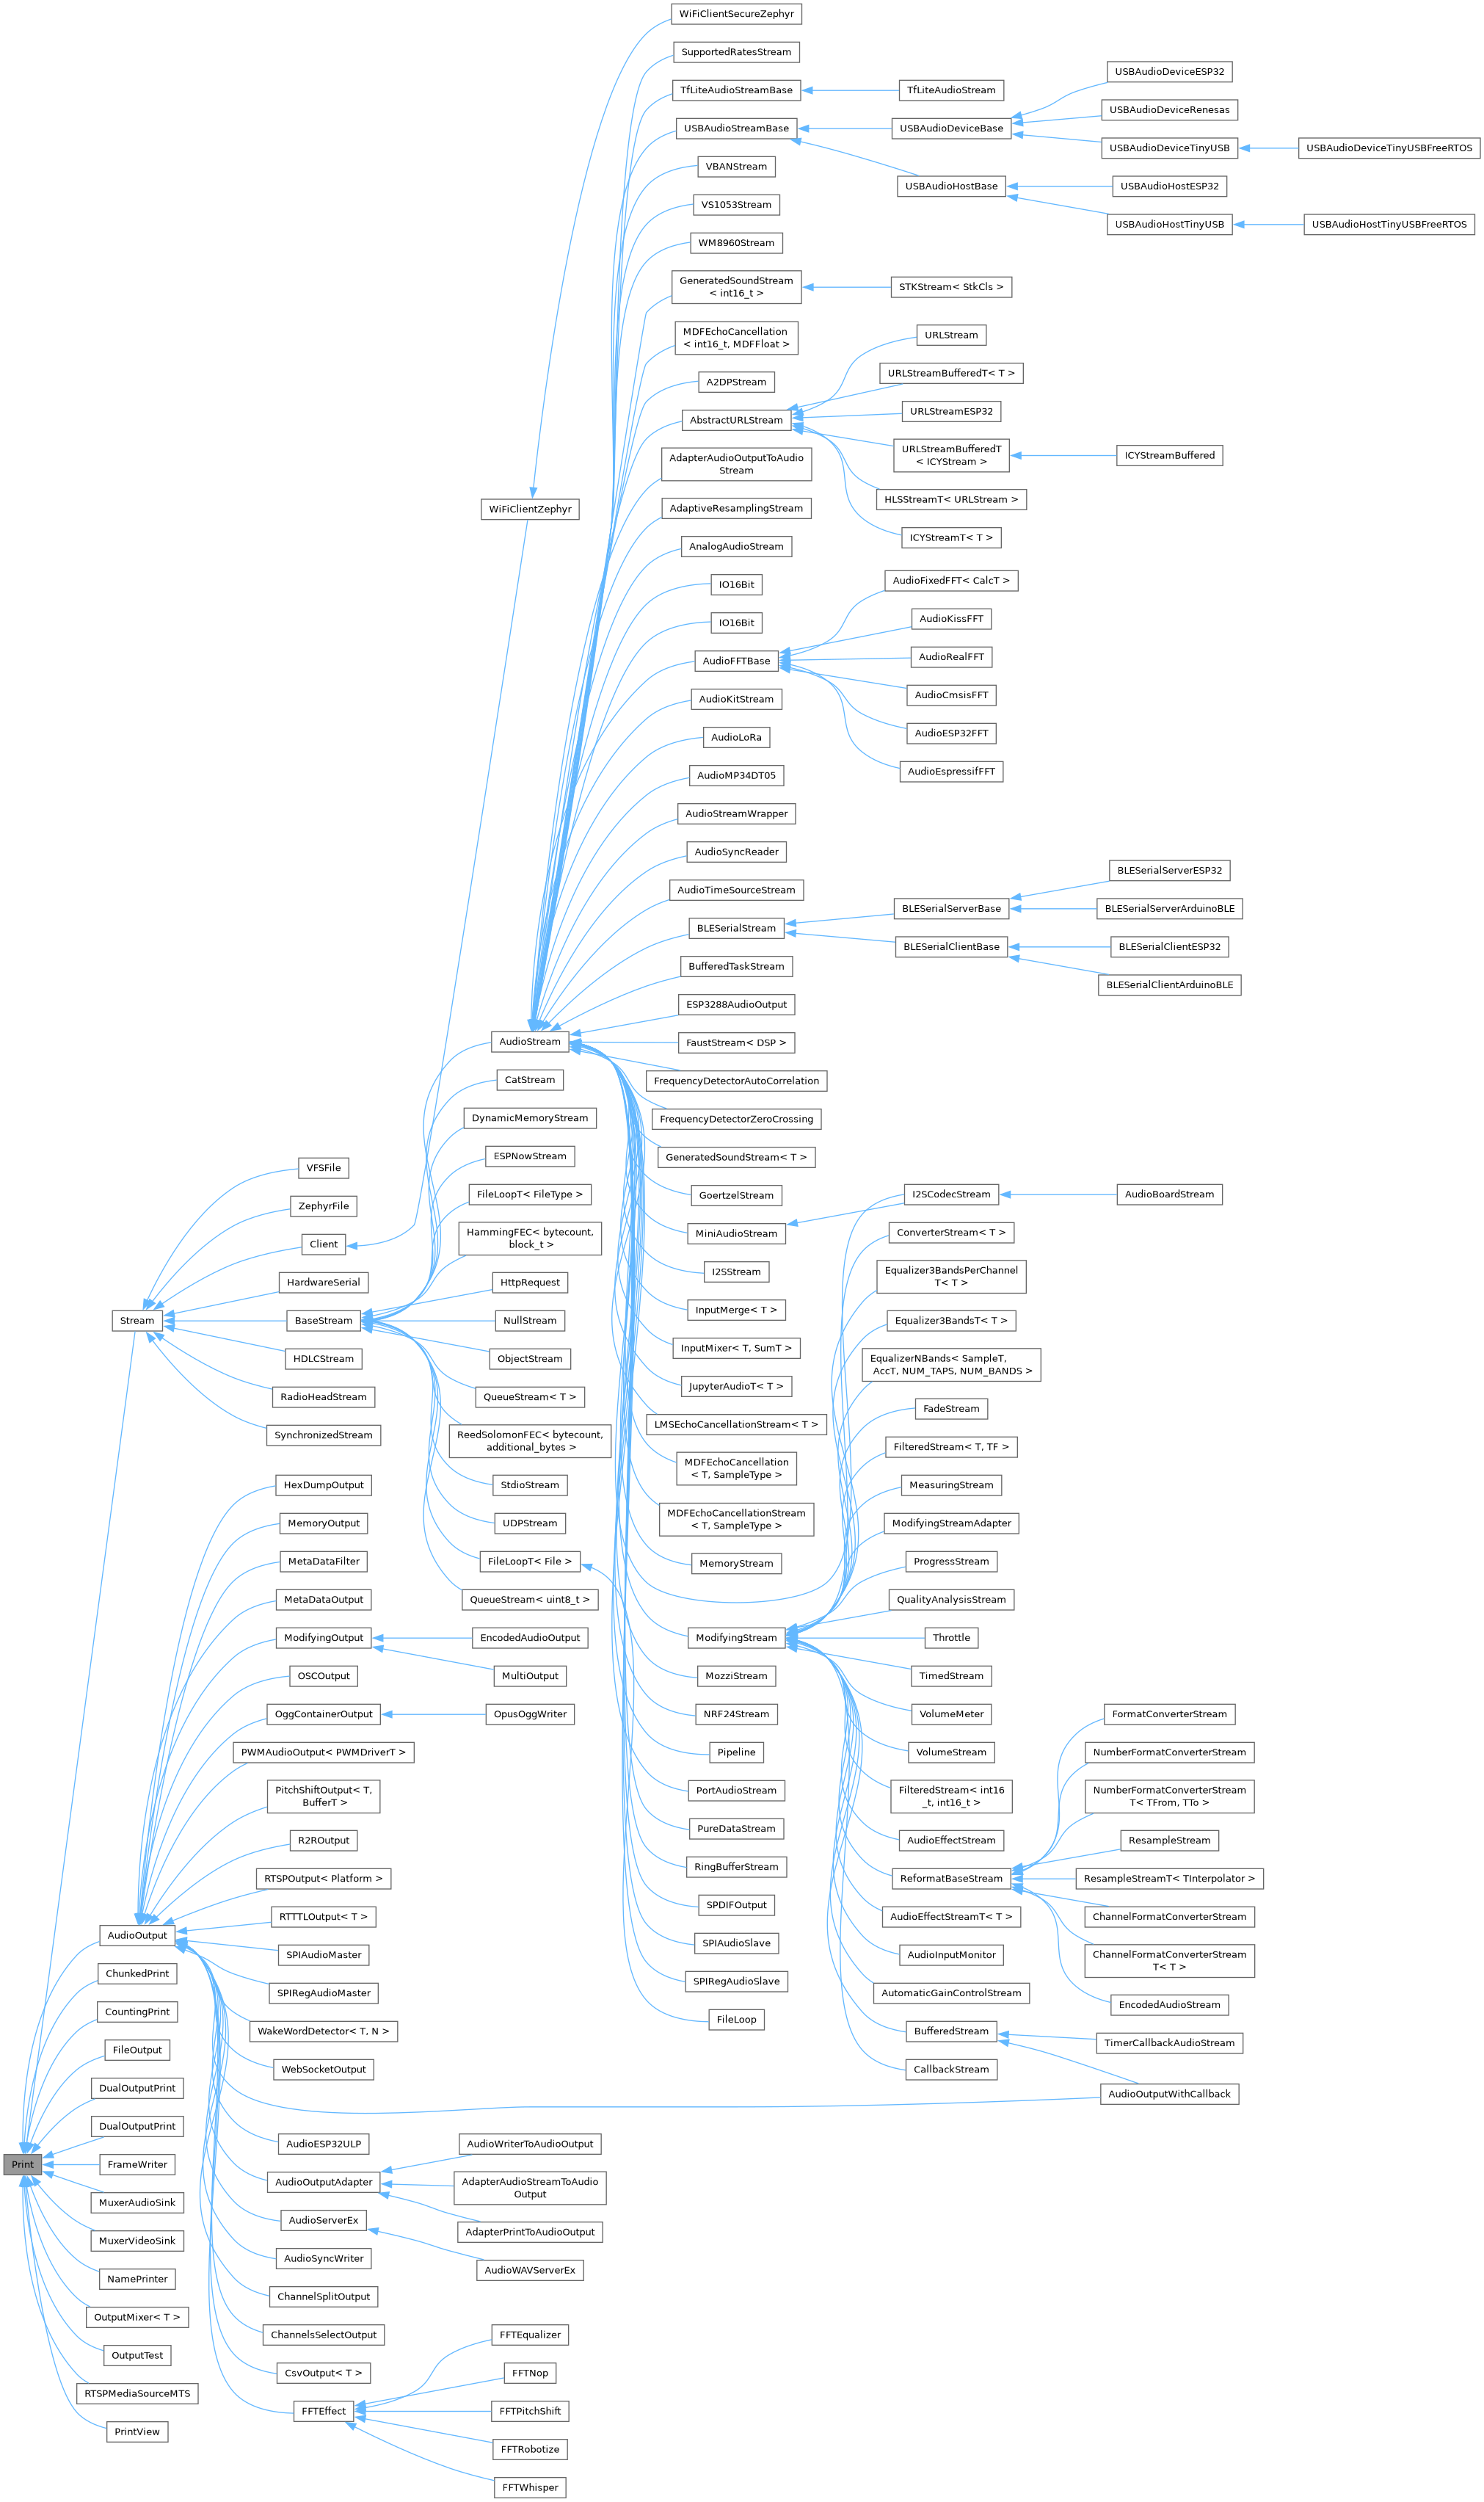 WiFiClientSecureZephyr
SupportedRatesStream
TfLiteAudioStreamBase
TfLiteAudioStream
USBAudioStreamBase
USBAudioDeviceBase
USBAudioDeviceESP32
USBAudioDeviceRenesas
USBAudioDeviceTinyUSB
USBAudioDeviceTinyUSBFreeRTOS
VBANStream
USBAudioHostBase
USBAudioHostESP32
VS1053Stream
USBAudioHostTinyUSB
USBAudioHostTinyUSBFreeRTOS
WM8960Stream
GeneratedSoundStream
< int16_t >
STKStream< StkCls >
MDFEchoCancellation
< int16_t, MDFFloat >
URLStream
A2DPStream
URLStreamBufferedT< T >
AbstractURLStream
URLStreamESP32
AdapterAudioOutputToAudio
Stream
URLStreamBufferedT
< ICYStream >
ICYStreamBuffered
HLSStreamT< URLStream >
WiFiClientZephyr
AdaptiveResamplingStream
ICYStreamT< T >
AnalogAudioStream
IO16Bit
AudioFixedFFT< CalcT >
IO16Bit
AudioKissFFT
AudioFFTBase
AudioRealFFT
AudioKitStream
AudioCmsisFFT
AudioLoRa
AudioESP32FFT
AudioMP34DT05
AudioEspressifFFT
AudioStreamWrapper
AudioSyncReader
AudioTimeSourceStream
BLESerialStream
BLESerialServerBase
BLESerialServerESP32
BLESerialServerArduinoBLE
BLESerialClientBase
BLESerialClientESP32
BLESerialClientArduinoBLE
BufferedTaskStream
ESP3288AudioOutput
AudioStream
FaustStream< DSP >
CatStream
FrequencyDetectorAutoCorrelation
DynamicMemoryStream
FrequencyDetectorZeroCrossing
VFSFile
ESPNowStream
GeneratedSoundStream< T >
ZephyrFile
FileLoopT< FileType >
GoertzelStream
I2SCodecStream
AudioBoardStream
Client
HammingFEC< bytecount,
block_t >
MiniAudioStream
ConverterStream< T >
HardwareSerial
HttpRequest
I2SStream
Equalizer3BandsPerChannel
T< T >
Stream
BaseStream
NullStream
InputMerge< T >
Equalizer3BandsT< T >
HDLCStream
ObjectStream
InputMixer< T, SumT >
EqualizerNBands< SampleT,
AccT, NUM_TAPS, NUM_BANDS >
RadioHeadStream
QueueStream< T >
JupyterAudioT< T >
FadeStream
SynchronizedStream
ReedSolomonFEC< bytecount,
additional_bytes >
LMSEchoCancellationStream< T >
FilteredStream< T, TF >
HexDumpOutput
StdioStream
MDFEchoCancellation
< T, SampleType >
MeasuringStream
MemoryOutput
UDPStream
MDFEchoCancellationStream
< T, SampleType >
ModifyingStreamAdapter
MetaDataFilter
FileLoopT< File >
MemoryStream
ProgressStream
MetaDataOutput
QueueStream< uint8_t >
QualityAnalysisStream
ModifyingOutput
EncodedAudioOutput
ModifyingStream
Throttle
OSCOutput
MultiOutput
MozziStream
TimedStream
OggContainerOutput
OpusOggWriter
NRF24Stream
VolumeMeter
FormatConverterStream
PWMAudioOutput< PWMDriverT >
Pipeline
VolumeStream
NumberFormatConverterStream
PitchShiftOutput< T,
BufferT >
PortAudioStream
FilteredStream< int16
_t, int16_t >
NumberFormatConverterStream
T< TFrom, TTo >
R2ROutput
PureDataStream
AudioEffectStream
ResampleStream
RTSPOutput< Platform >
RingBufferStream
ReformatBaseStream
ResampleStreamT< TInterpolator >
RTTTLOutput< T >
SPDIFOutput
AudioEffectStreamT< T >
ChannelFormatConverterStream
AudioOutput
SPIAudioMaster
SPIAudioSlave
AudioInputMonitor
ChannelFormatConverterStream
T< T >
ChunkedPrint
SPIRegAudioMaster
SPIRegAudioSlave
AutomaticGainControlStream
EncodedAudioStream
CountingPrint
WakeWordDetector< T, N >
FileLoop
BufferedStream
TimerCallbackAudioStream
FileOutput
WebSocketOutput
CallbackStream
DualOutputPrint
AudioOutputWithCallback
DualOutputPrint
AudioESP32ULP
AudioWriterToAudioOutput
Print
FrameWriter
AudioOutputAdapter
AdapterAudioStreamToAudio
Output
MuxerAudioSink
AudioServerEx
AdapterPrintToAudioOutput
MuxerVideoSink
AudioSyncWriter
AudioWAVServerEx
NamePrinter
ChannelSplitOutput
OutputMixer< T >
ChannelsSelectOutput
FFTEqualizer
OutputTest
CsvOutput< T >
FFTNop
RTSPMediaSourceMTS
FFTEffect
FFTPitchShift
PrintView
FFTRobotize
FFTWhisper